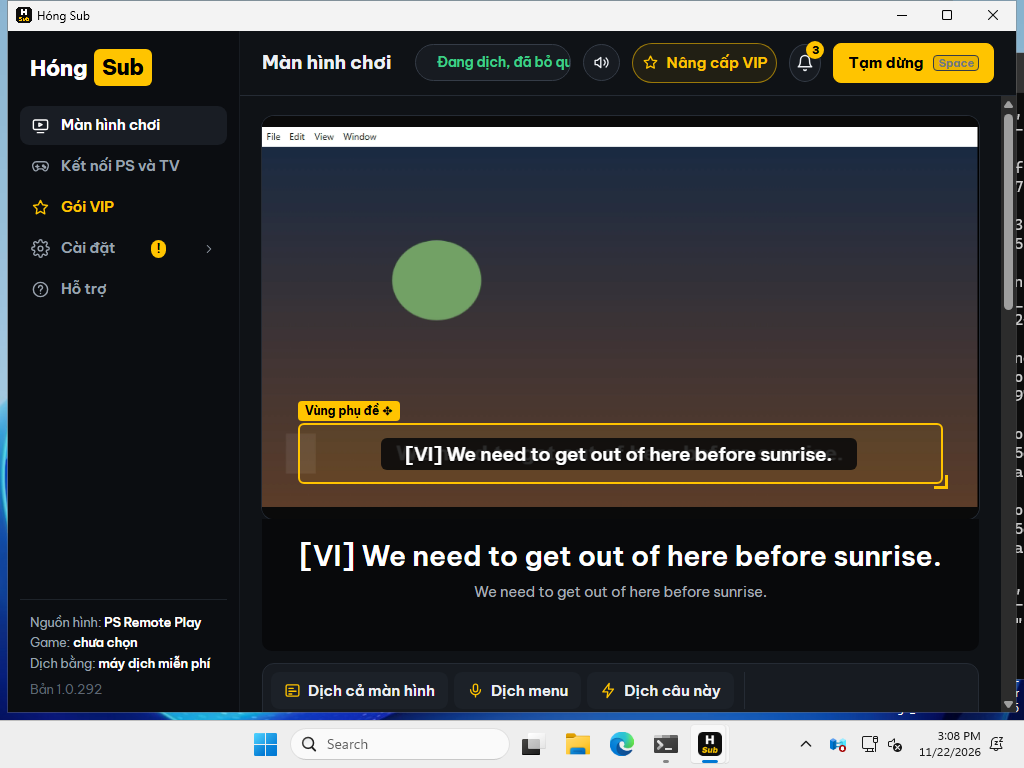 Hóng Sub
Hóng Sub
Màn hình chơi
Kết nối PS và TV
Gói VIP
Cài đặt !
Hỗ trợ
Nguồn hình: PS Remote Play
Game: chưa chọn
Dịch bằng: máy dịch miễn phí
Bản 1.0.292
Màn hình chơi
Đang dịch, đã bỏ qu
Nâng cấp VIP
3
Tạm dừng Space
File Edit View Window
Vùng phụ đề
[VI] We need to get out of here before sunrise.
[VI] We need to get out of here before sunrise.
We need to get out of here before sunrise.
Dịch cả màn hình
Dịch menu
Dịch câu này
Search
3:08 PM
11/22/2026